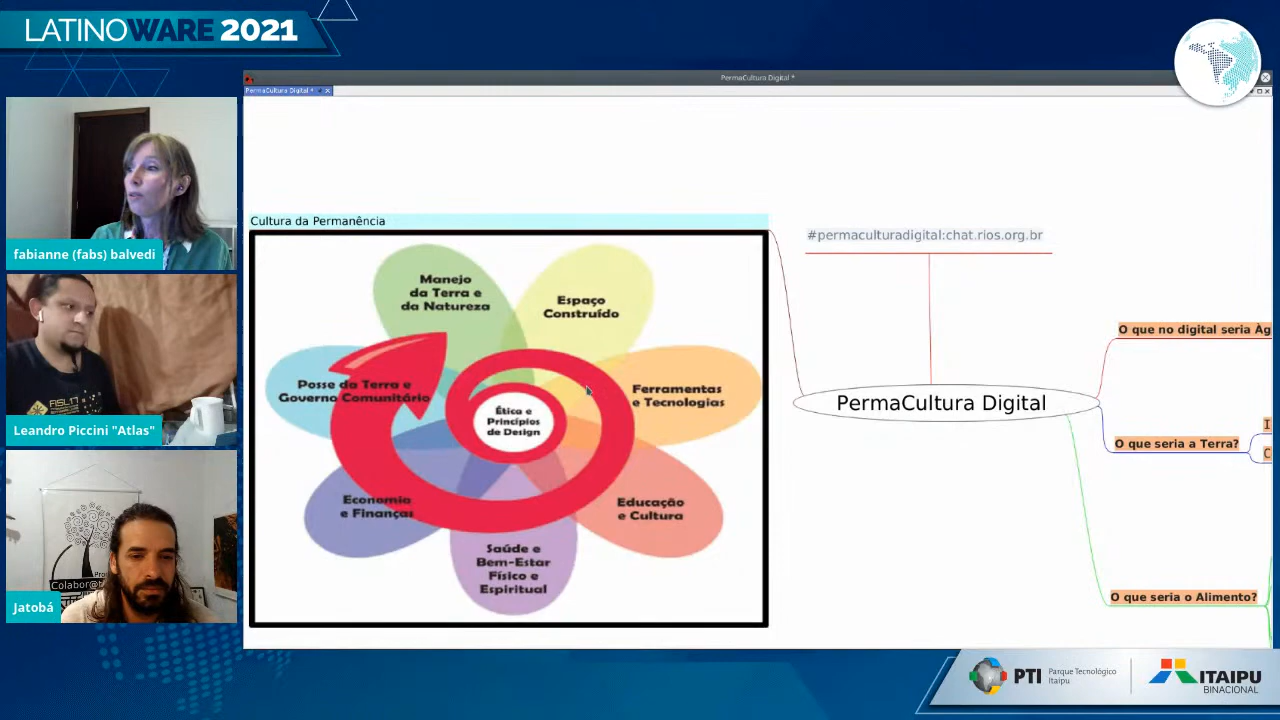 LATINOWARE 2021
PermaCultura Digital *
PermaCultura Digital *
fabianne (fabs) balvedi
Leandro Piccini "Atlas"
Colabor@
Jatobá
Cultura da Permanência
Manejo
da Terra e
da Natureza
Espaço
Construído
Posse da Terra e
Governo Comunitário
Ferramentas
e Tecnologias
Ética e
Princípios
de Design
Economia
e Finanças
Educação
e Cultura
Saúde e
Bem-Estar
Físico e
Espiritual
#permaculturadigital:chat.rios.org.br
PermaCultura Digital
O que no digital seria Àg
O que seria a Terra?
I
C
O que seria o Alimento?
PTI Parque Tecnológico
Itaipu
ITAIPU
BINACIONAL